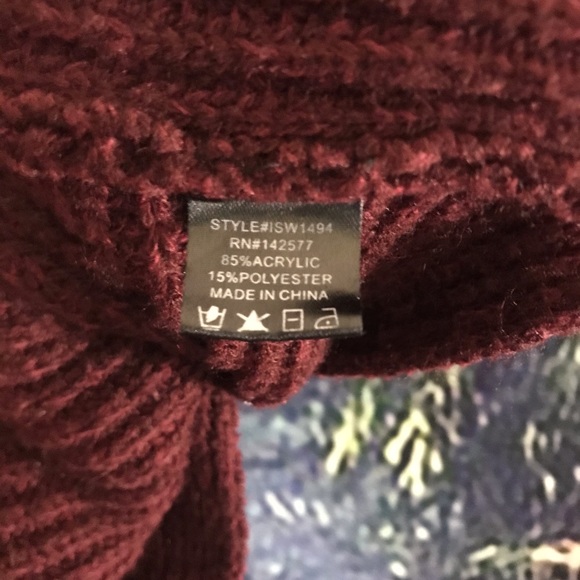 STYLE#ISW1494
RN#142577
85%ACRYLIC
15%POLYESTER
MADE IN CHINA